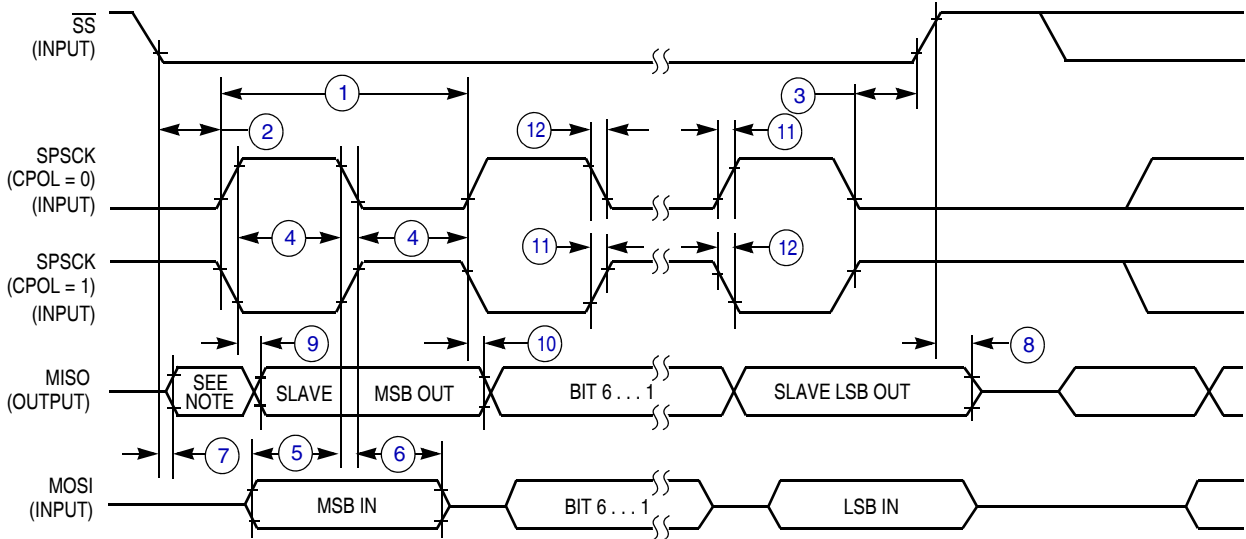 SS
(INPUT)
1
3
2
12
11
SPSCK
(CPOL = 0)
(INPUT)
4
4
11
12
SPSCK
(CPOL = 1)
(INPUT)
9
10
8
MISO
(OUTPUT)
SEE
NOTE
SLAVE
MSB OUT
BIT 6 . . . 1
SLAVE LSB OUT
7
5
6
MOSI
(INPUT)
MSB IN
BIT 6 . . . 1
LSB IN